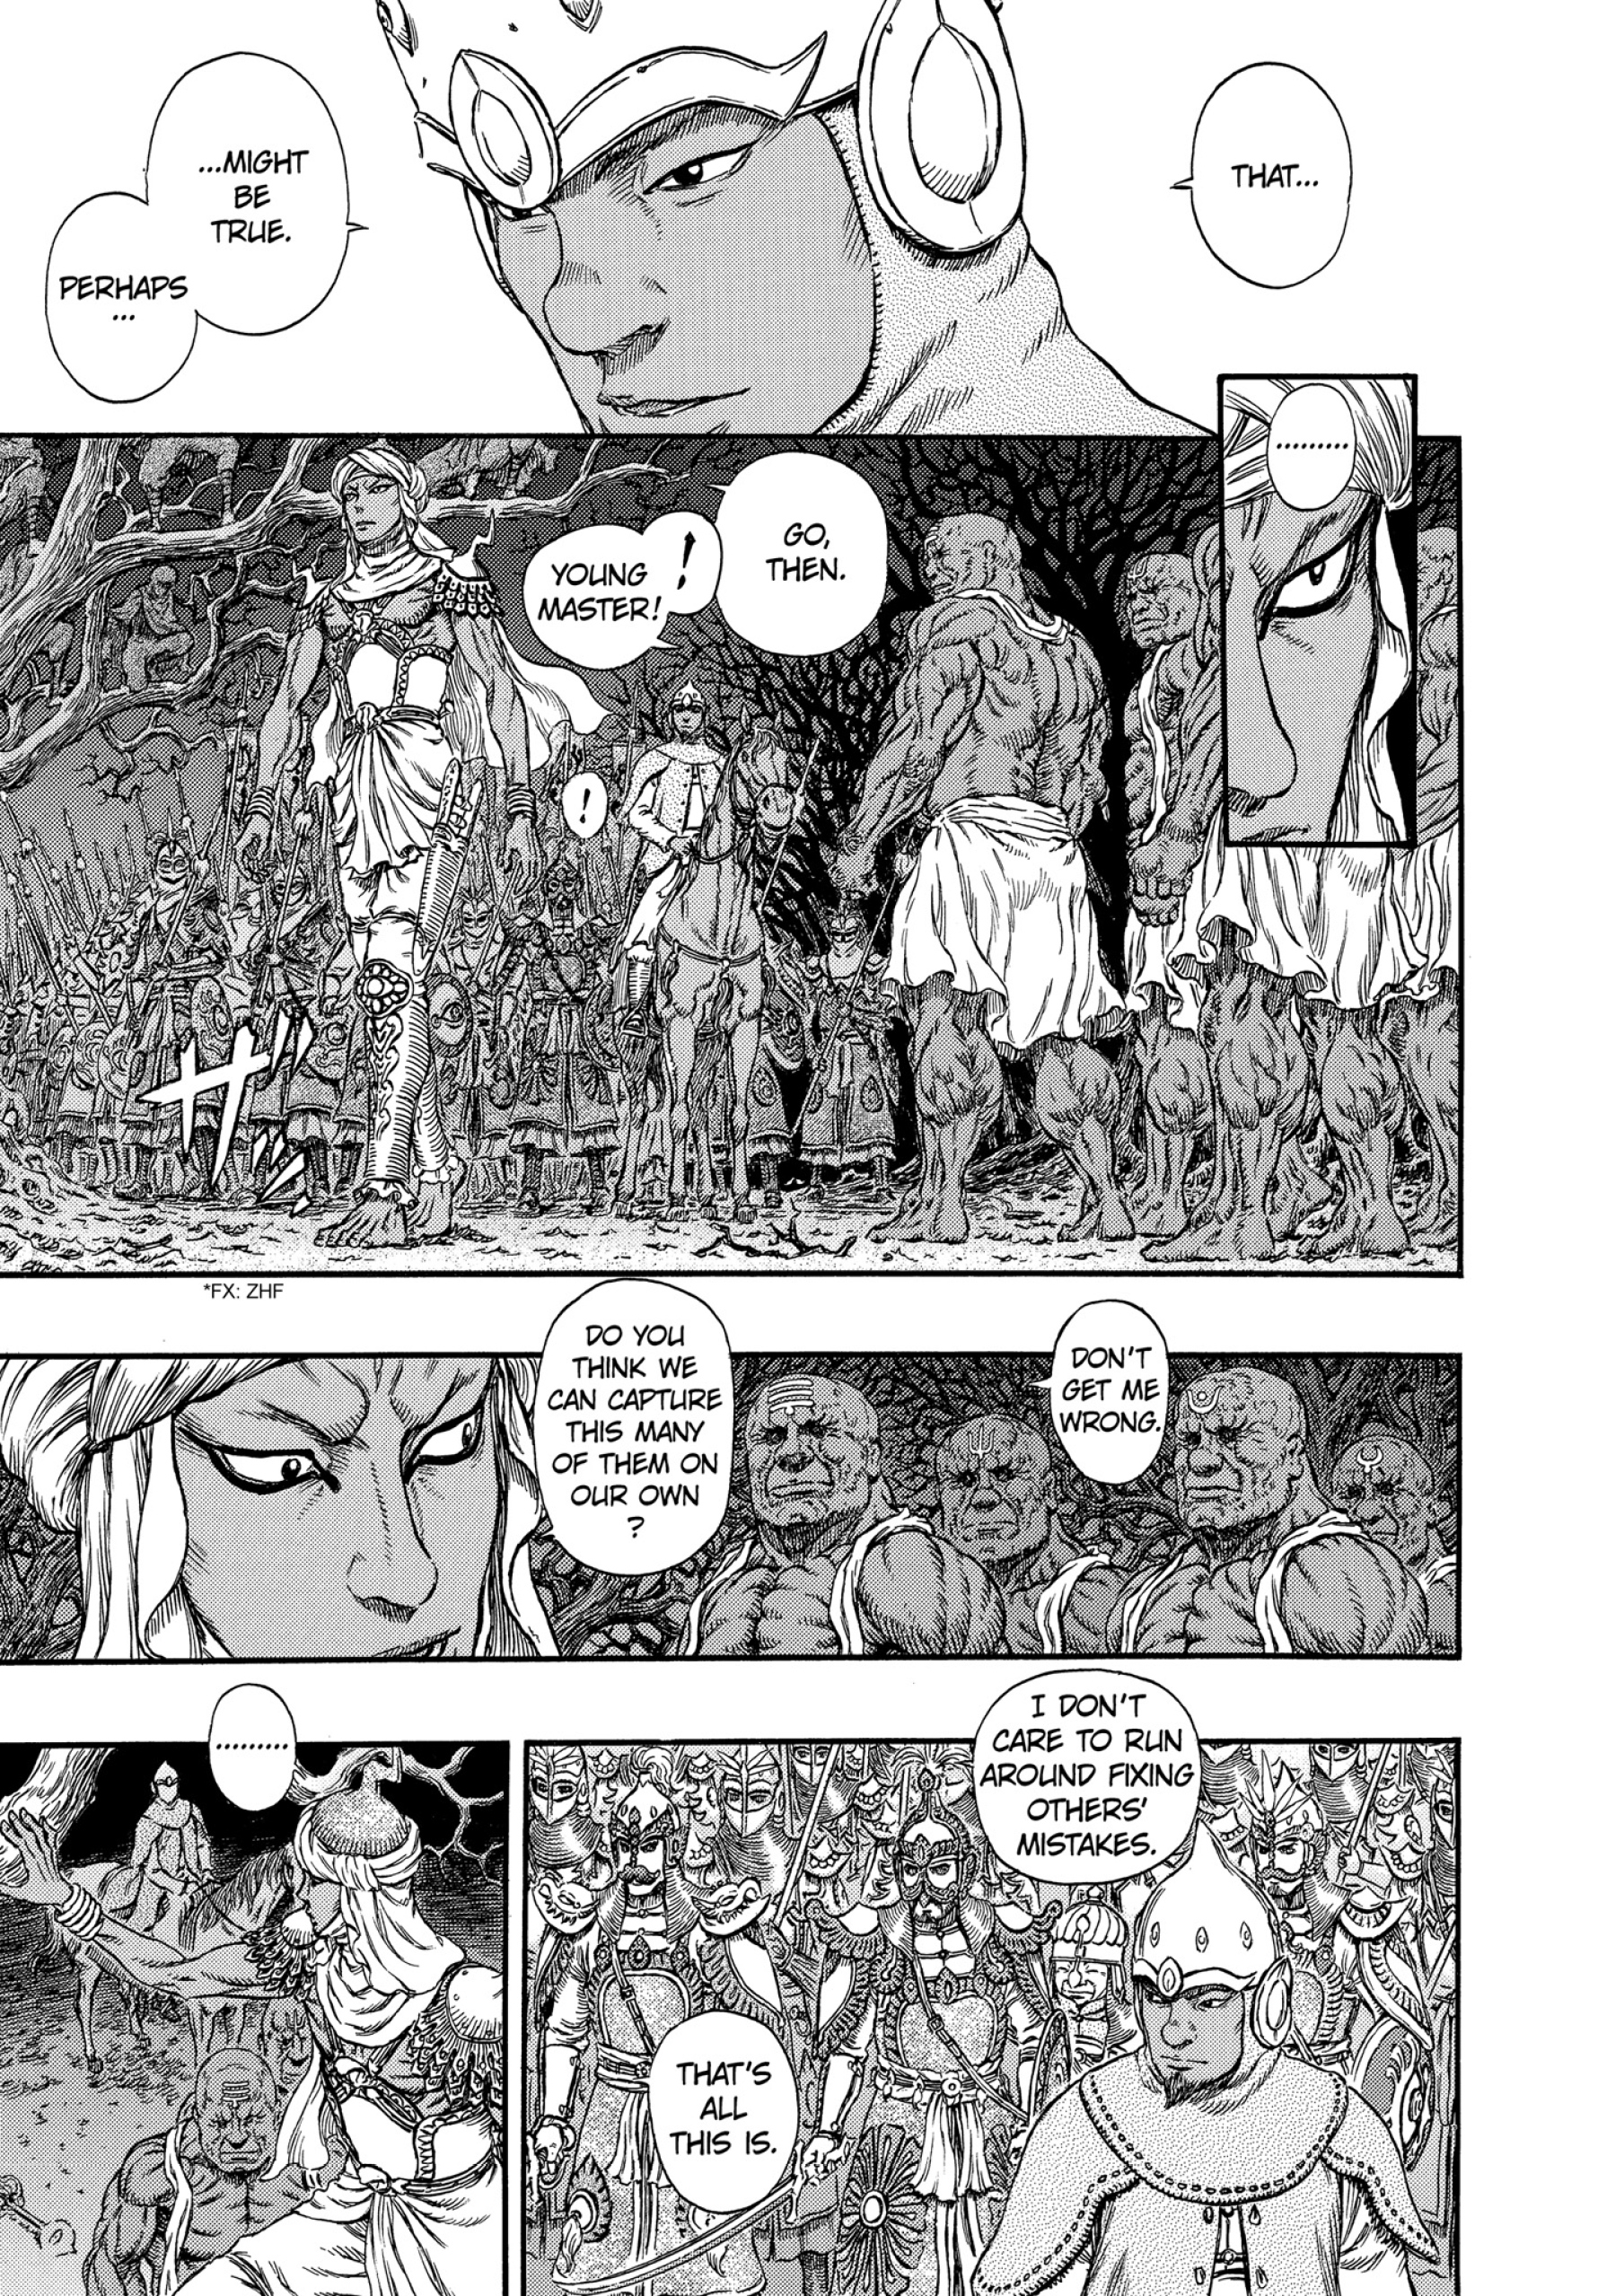 THAT...
...MIGHT
BE
TRUE.
PERHAPS
...
.........
GO,
THEN.
!
YOUNG
MASTER!
!
ザッ
*FX: ZHF
DON'T
GET ME
WRONG.
DO YOU
THINK WE
CAN CAPTURE
THIS MANY
OF THEM ON
OUR OWN
?
I DON'T
CARE TO RUN
AROUND FIXING
OTHERS'
MISTAKES.
THAT'S
ALL
THIS IS.
.........